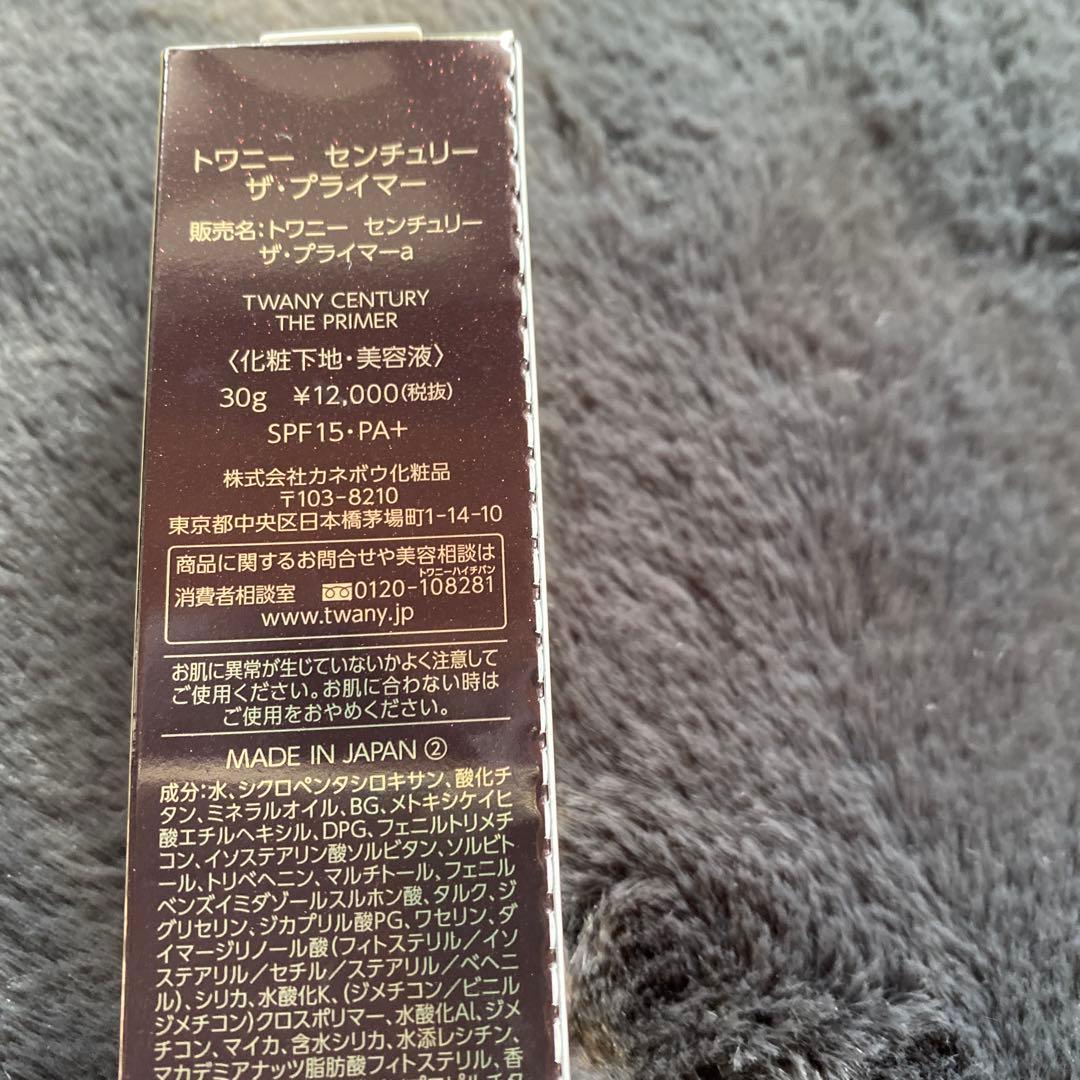 トワニー センチュリー
ザ・プライマー
販売名:トワニー センチュリー
ザ・プライマーa
TWANY CENTURY
THE PRIMER
〈化粧下地・美容液〉
30g ¥12,000(税抜)
SPF15・PA+
株式会社カネボウ化粧品
〒103-8210
東京都中央区日本橋茅場町1-14-10
商品に関するお問合せや美容相談は
トワニーハイチバン
消費者相談室 0120-108281
www.twany.jp
お肌に異常が生じていないかよく注意して
ご使用ください。お肌に合わない時は
ご使用をおやめください。
MADE IN JAPAN ②
成分:水、シクロペンタシロキサン、酸化チ
タン、ミネラルオイル、BG、メトキシケイヒ
酸エチルヘキシル、DPG、フェニルトリメチ
コン、イソステアリン酸ソルビタン、ソルビト
ール、トリベヘニン、マルチトール、フェニル
ベンズイミダゾールスルホン酸、タルク、ジ
グリセリン、ジカプリル酸PG、ワセリン、ダ
イマージリノール酸(フィトステリル/イソ
ステアリル/セチル/ステアリル/ベヘニ
ル)、シリカ、水酸化K、(ジメチコン/ビニル
ジメチコン)クロスポリマー、水酸化Al、ジメ
チコン、マイカ、含水シリカ、水添レシチン、
マカデミアナッツ脂肪酸フィトステリル、香